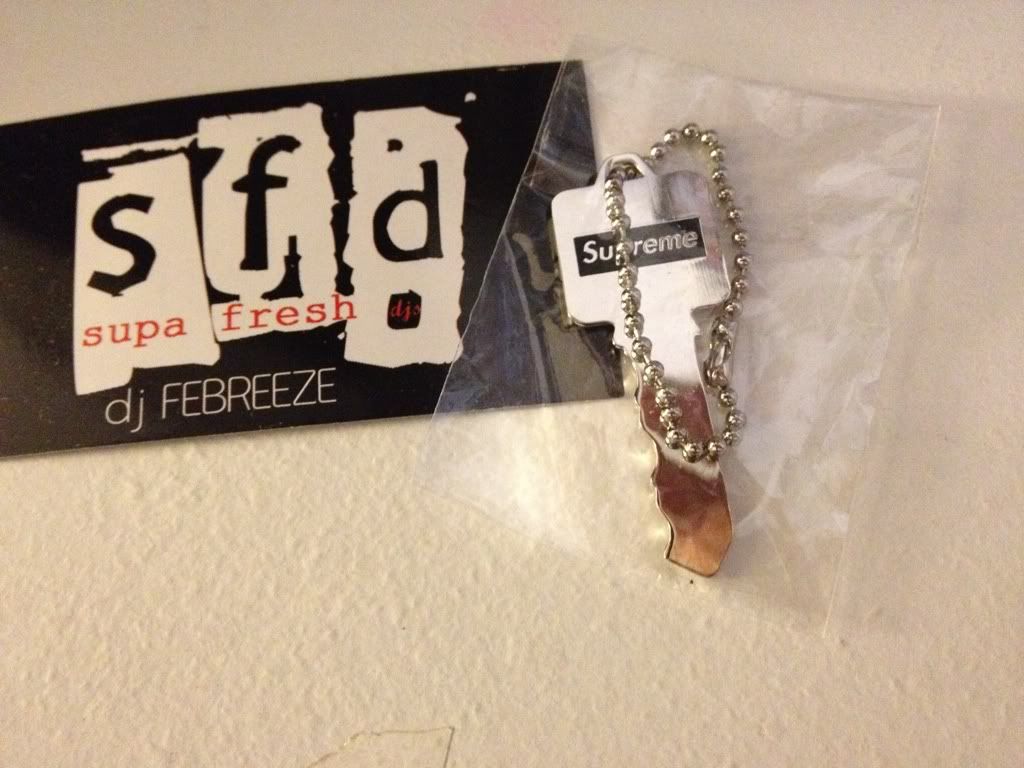 sfd
supa fresh djs
dj FEBREEZE
Supreme